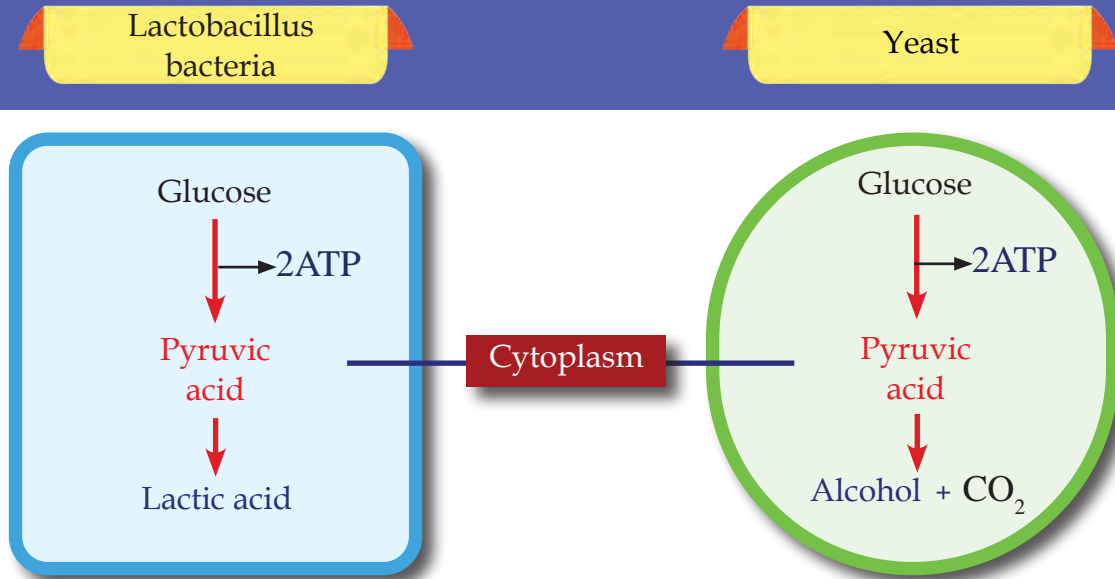 Lactobacillus
bacteria
Yeast
Glucose
2ATP
Pyruvic
acid
Lactic acid
Cytoplasm
Glucose
2ATP
Pyruvic
acid
Alcohol + CO₂